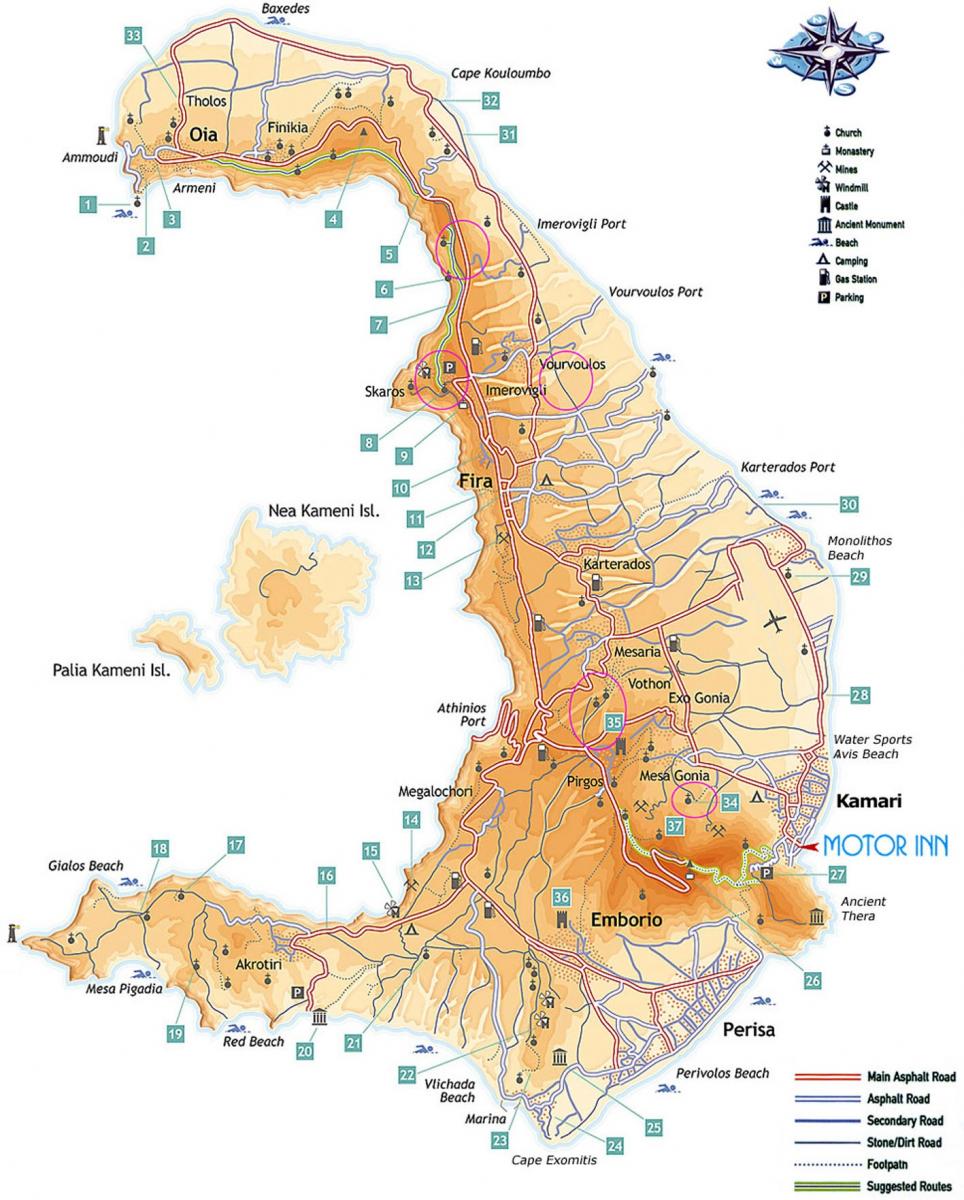 Baxedes
33
Cape Kouloumbo
Tholos
32
Oia
Finikia
31
Ammoudi
Armeni
1
2
3
4
5
Imerovigli Port
6
Vourvoulos Port
7
Vourvoulos
Skaros
Imerovigli
8
9
Karterados Port
10
Fira
11
30
12
Nea Kameni Isl.
Monolithos
Beach
13
Karterados
29
Mesaria
Palia Kameni Isl.
Vothon
Exo Gonia
28
Athinios
Port
35
Water Sports
Avis Beach
Pirgos
Mesa Gonia
Megalochori
34
Kamari
14
37
MOTOR INN
15
18
17
Gialos Beach
16
27
36
Ancient
Thera
Emborio
Akrotiri
26
Mesa Pigadia
P
Perisa
19
Red Beach
20
21
22
Perivolos Beach
Vlichada
Beach
Marina
25
23
24
Cape Exomitis
N
W
E
S
Church
Monastery
Mines
Windmill
Castle
Ancient Monument
Beach
Camping
Gas Station
P Parking
Main Asphalt Road
Asphalt Road
Secondary Road
Stone/Dirt Road
Footpath
Suggested Routes
P
P